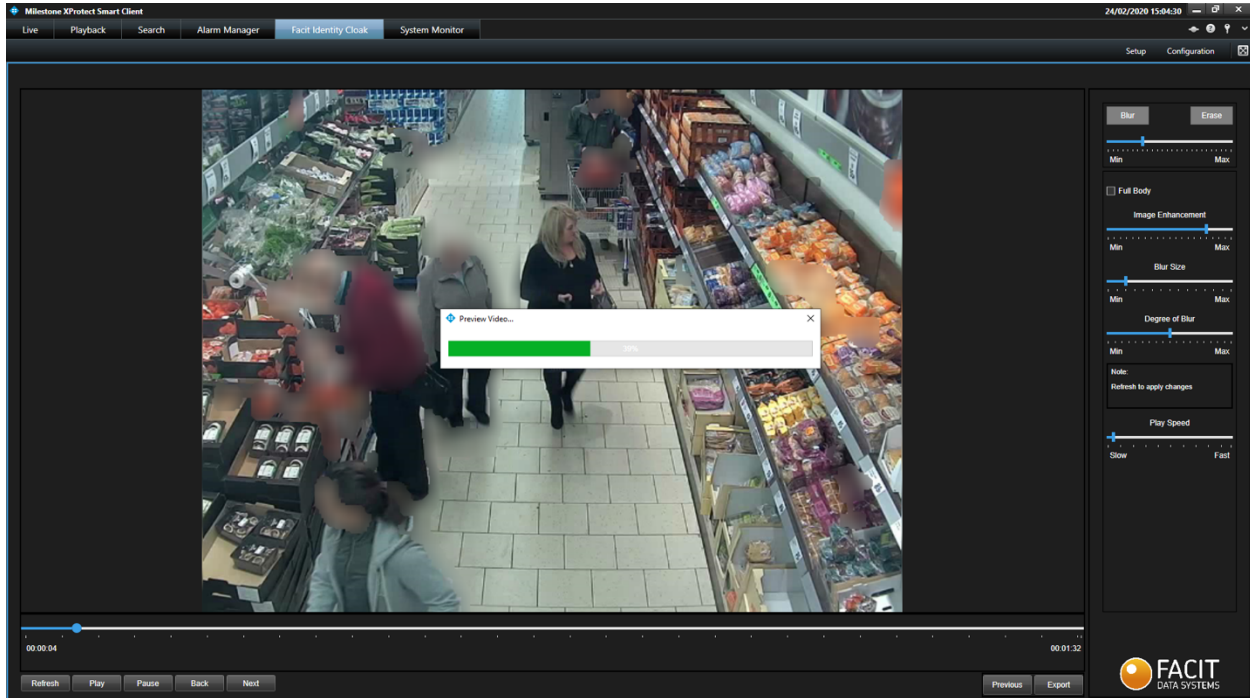 Milestone XProtect Smart Client
24/02/2020 15:04:30
Live Playback Search Alarm Manager Facit Identity Cloak System Monitor
Setup Configuration
Blur Erase
Min Max
Full Body
Image Enhancement
Min Max
Blur Size
Min Max
Degree of Blur
Min Max
Note:
Refresh to apply changes
Play Speed
Slow Fast
Preview Video...
39%
00:00:04 00:01:32
Refresh Play Pause Back Next Previous Export
FACIT
DATA SYSTEMS